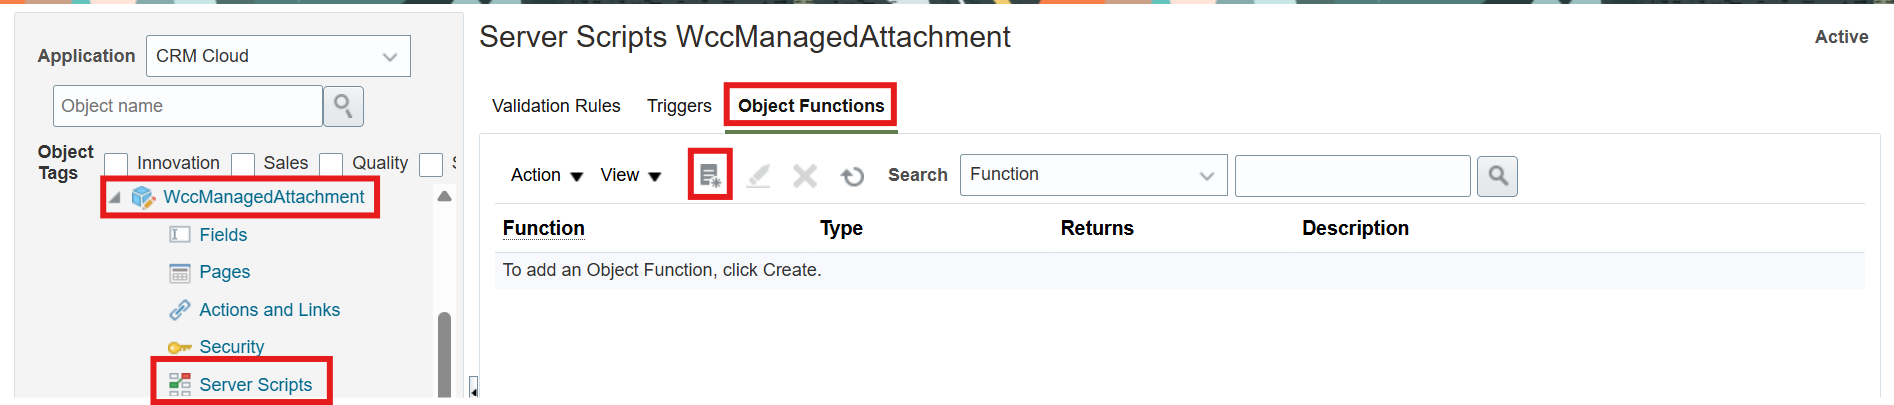 Application
CRM Cloud
Object name
Object Tags
Innovation
Sales
Quality
WccManagedAttachment
Fields
Pages
Actions and Links
Security
Server Scripts
Server Scripts WccManagedAttachment
Active
Validation Rules
Triggers
Object Functions
Action
View
Search
Function
Function
Type
Returns
Description
To add an Object Function, click Create.